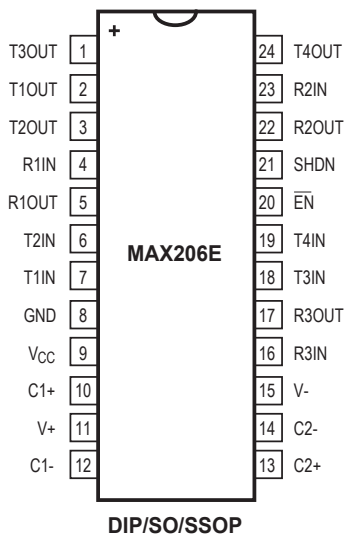 +
T3OUT 1 24 T4OUT
T1OUT 2 23 R2IN
T2OUT 3 22 R2OUT
R1IN 4 21 SHDN
R1OUT 5 20 E̅N̅
T2IN 6 19 T4IN
MAX206E
T1IN 7 18 T3IN
GND 8 17 R3OUT
VCC 9 16 R3IN
C1+ 10 15 V-
V+ 11 14 C2-
C1- 12 13 C2+
DIP/SO/SSOP